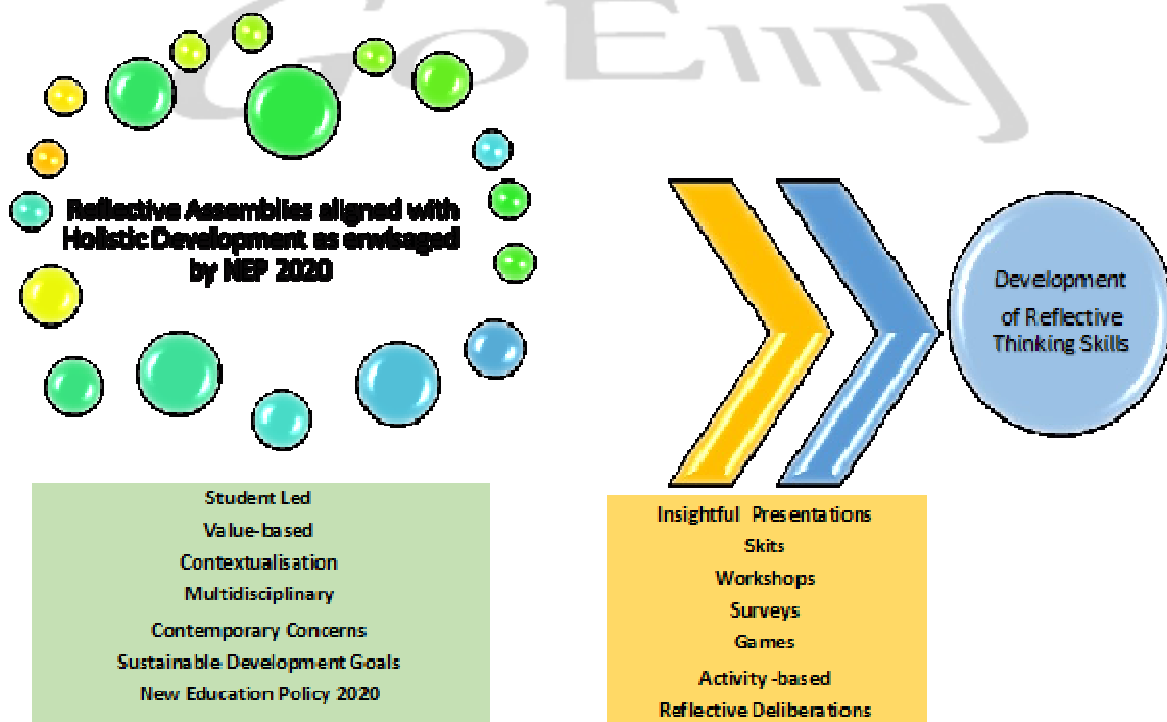 GOEIIRJ
Reflective Assemblies aligned with
Holistic Development as envisaged
by NEP 2020
Development
of Reflective
Thinking Skills
Student Led
Value-based
Contextualisation
Multidisciplinary
Contemporary Concerns
Sustainable Development Goals
New Education Policy 2020
Insightful Presentations
Skits
Workshops
Surveys
Games
Activity -based
Reflective Deliberations